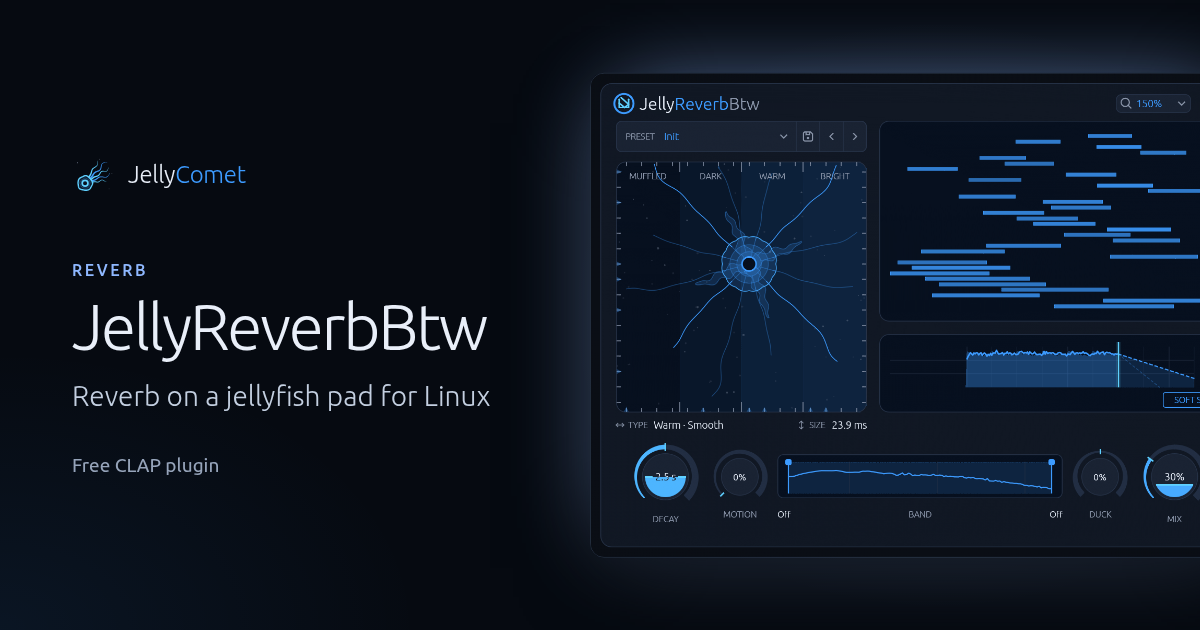 JellyComet
REVERB
JellyReverbBtw
Reverb on a jellyfish pad for Linux
Free CLAP plugin
JellyReverbBtw
150%
PRESET Init
MUFFLED DARK WARM BRIGHT
TYPE Warm · Smooth SIZE 23.9 ms
SOFT S
2.5 s
0%
0%
30%
DECAY MOTION Off BAND Off DUCK MIX